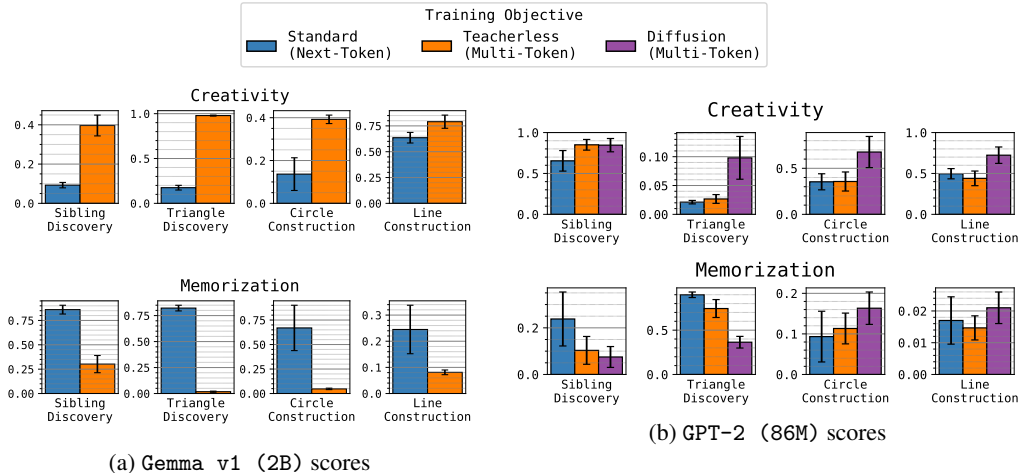 Training Objective
Standard
(Next-Token)
Teacherless
(Multi-Token)
Diffusion
(Multi-Token)
Creativity
0.4
0.2
0.0
Sibling
Discovery
1.0
0.5
0.0
Triangle
Discovery
0.4
0.2
0.0
Circle
Construction
0.75
0.50
0.25
0.00
Line
Construction
Memorization
0.75
0.50
0.25
0.00
Sibling
Discovery
0.75
0.50
0.25
0.00
Triangle
Discovery
0.75
0.50
0.25
0.00
Circle
Construction
0.3
0.2
0.1
0.0
Line
Construction
(a) Gemma v1 (2B) scores
Creativity
1.0
0.5
0.0
Sibling
Discovery
0.10
0.05
0.00
Triangle
Discovery
0.5
0.0
Circle
Construction
1.0
0.5
0.0
Line
Construction
Memorization
0.2
0.0
Sibling
Discovery
0.5
0.0
Triangle
Discovery
0.2
0.1
0.0
Circle
Construction
0.02
0.01
0.00
Line
Construction
(b) GPT-2 (86M) scores